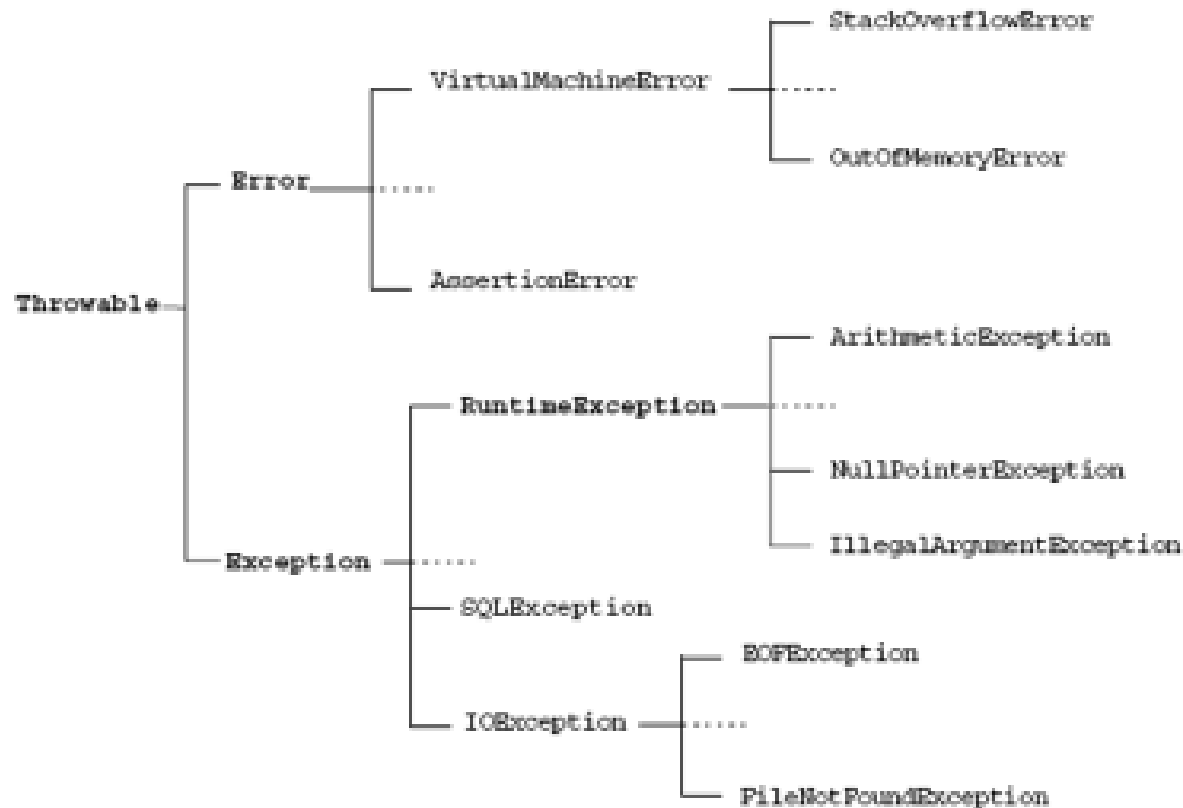 StackOverflowError
VirtualMachineError
OutOfMemoryError
Error
AssertionError
Throwable
ArithmeticException
RuntimeException
NullPointerException
IllegalArgumentException
Exception
SQLException
EOFException
IOException
FileNotFoundException